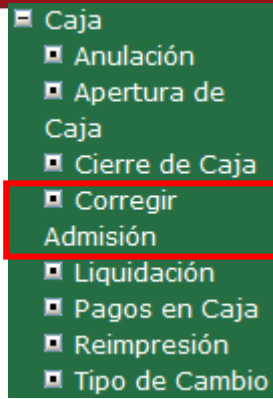 Caja
Anulación
Apertura de
Caja
Cierre de Caja
Corregir
Admisión
Liquidación
Pagos en Caja
Reimpresión
Tipo de Cambio